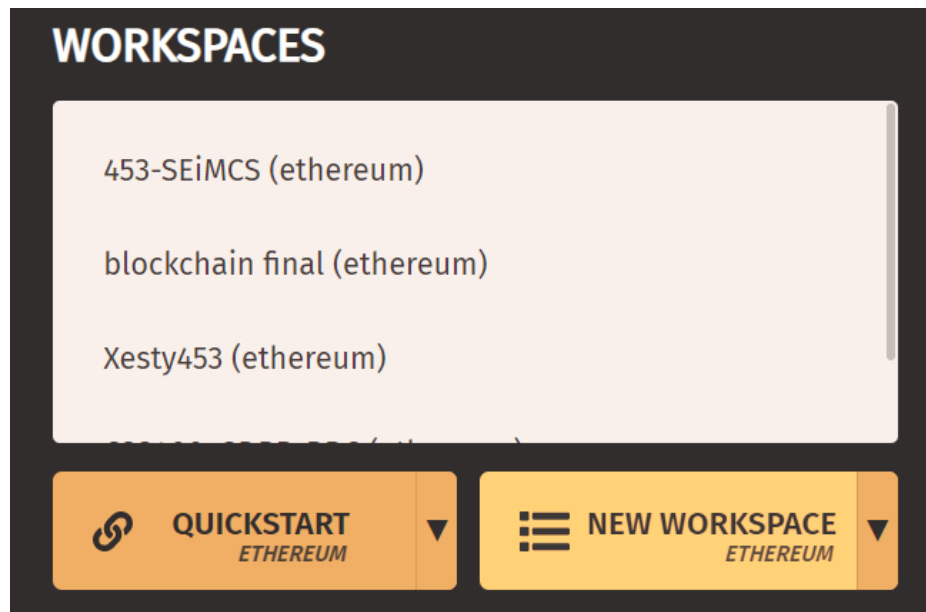 WORKSPACES
453-SEiMCS (ethereum)
blockchain final (ethereum)
Xesty453 (ethereum)
QUICKSTART
ETHEREUM
NEW WORKSPACE
ETHEREUM